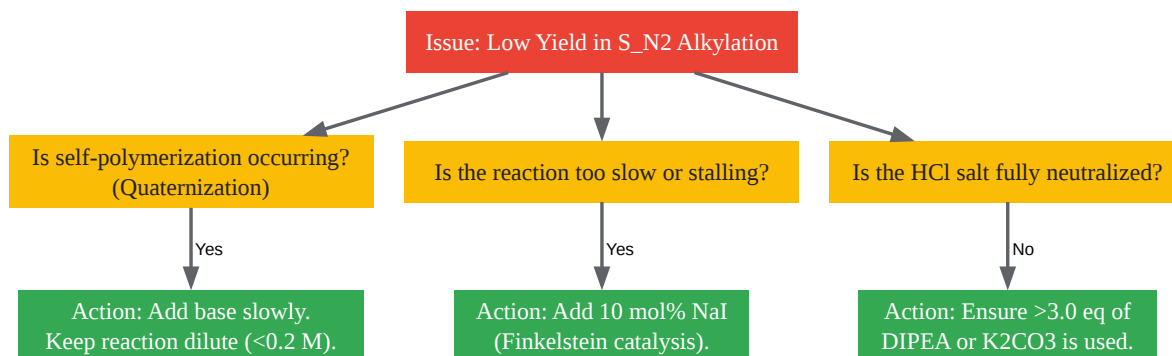 Issue: Low Yield in S_N2 Alkylation
Is self-polymerization occurring?
(Quaternization)
Is the reaction too slow or stalling?
Is the HCl salt fully neutralized?
Yes
Yes
No
Action: Add base slowly.
Keep reaction dilute (<0.2 M).
Action: Add 10 mol% NaI
(Finkelstein catalysis).
Action: Ensure >3.0 eq of
DIPEA or K2CO3 is used.